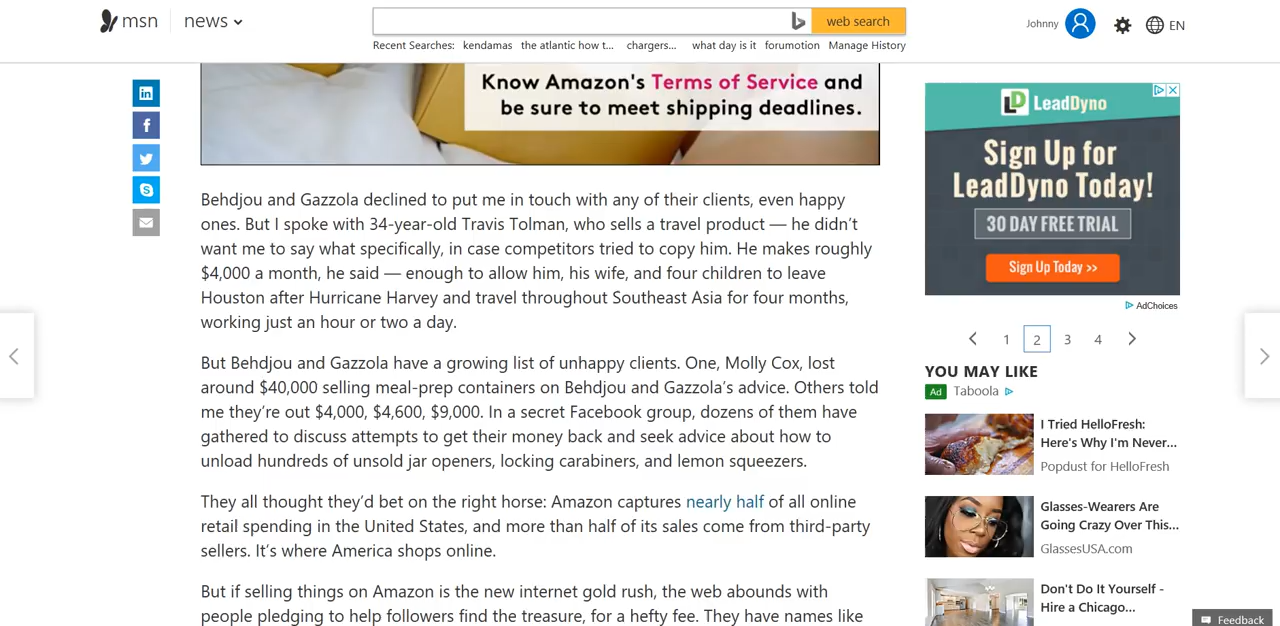 msn
news
web search
Johnny
EN
Recent Searches: kendamas the atlantic how t... chargers... what day is it forumotion Manage History
Know Amazon's Terms of Service and
be sure to meet shipping deadlines.
Behdjou and Gazzola declined to put me in touch with any of their clients, even happy
ones. But I spoke with 34-year-old Travis Tolman, who sells a travel product — he didn’t
want me to say what specifically, in case competitors tried to copy him. He makes roughly
$4,000 a month, he said — enough to allow him, his wife, and four children to leave
Houston after Hurricane Harvey and travel throughout Southeast Asia for four months,
working just an hour or two a day.
But Behdjou and Gazzola have a growing list of unhappy clients. One, Molly Cox, lost
around $40,000 selling meal-prep containers on Behdjou and Gazzola’s advice. Others told
me they’re out $4,000, $4,600, $9,000. In a secret Facebook group, dozens of them have
gathered to discuss attempts to get their money back and seek advice about how to
unload hundreds of unsold jar openers, locking carabiners, and lemon squeezers.
They all thought they’d bet on the right horse: Amazon captures nearly half of all online
retail spending in the United States, and more than half of its sales come from third-party
sellers. It’s where America shops online.
But if selling things on Amazon is the new internet gold rush, the web abounds with
people pledging to help followers find the treasure, for a hefty fee. They have names like
LeadDyno
Sign Up for
LeadDyno Today!
30 DAY FREE TRIAL
Sign Up Today >>
AdChoices
1 2 3 4
YOU MAY LIKE
Ad Taboola
I Tried HelloFresh:
Here's Why I'm Never...
Popdust for HelloFresh
Glasses-Wearers Are
Going Crazy Over This...
GlassesUSA.com
Don't Do It Yourself -
Hire a Chicago...
Feedback